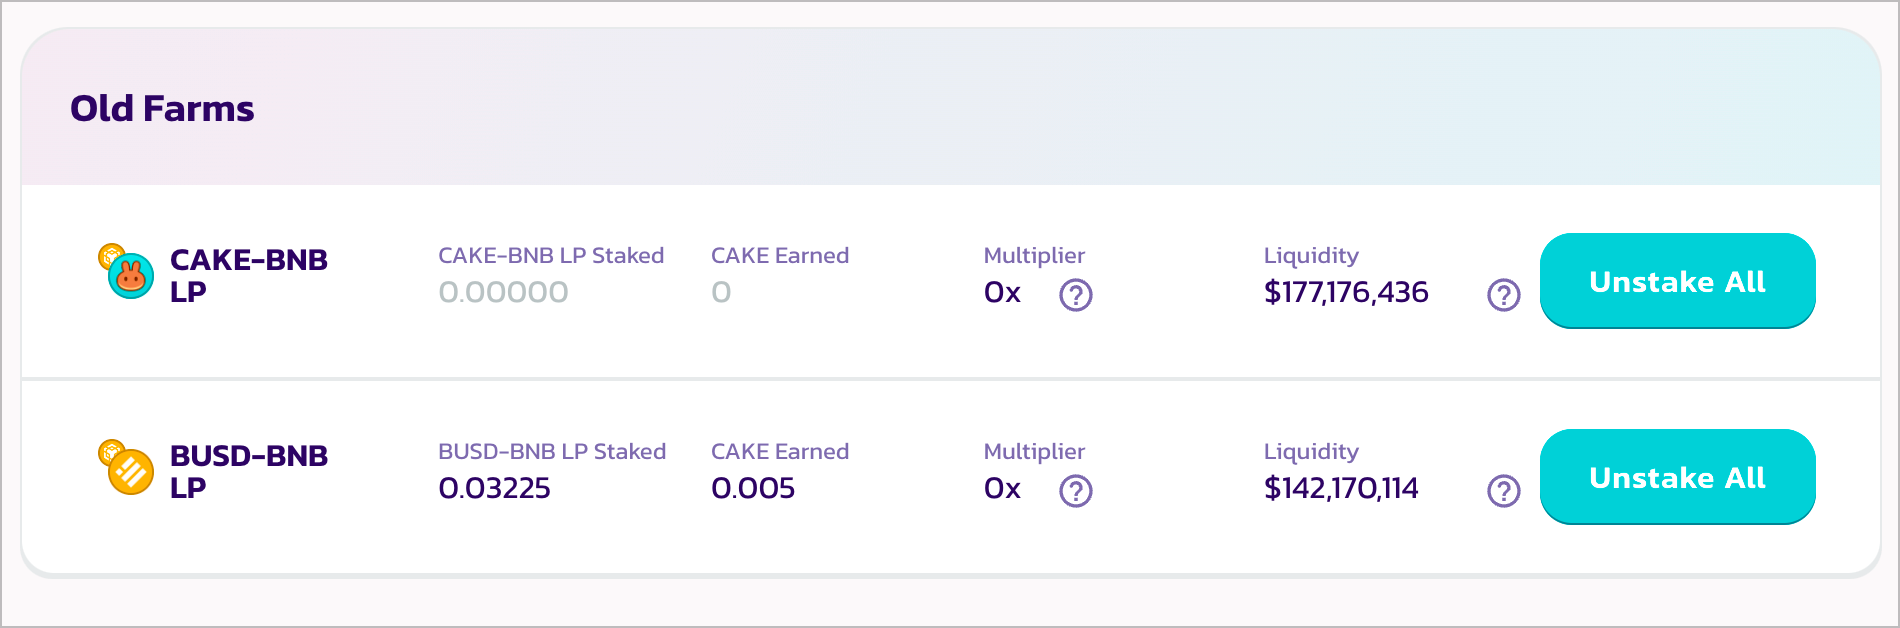 Old Farms
CAKE-BNB LP
CAKE-BNB LP Staked
0.00000
CAKE Earned
0
Multiplier
0x
Liquidity
$177,176,436
Unstake All
BUSD-BNB LP
BUSD-BNB LP Staked
0.03225
CAKE Earned
0.005
Multiplier
0x
Liquidity
$142,170,114
Unstake All